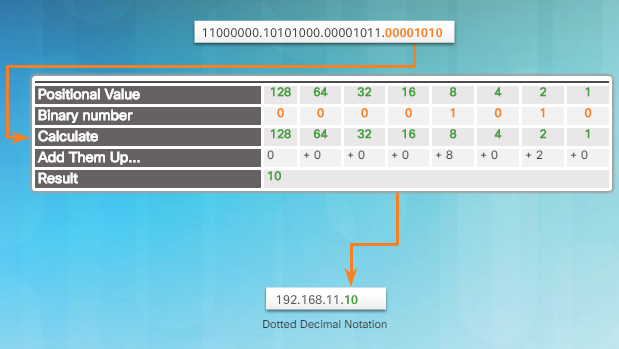 11000000.10101000.00001011.00001010
Positional Value 128 64 32 16 8 4 2 1
Binary number 0 0 0 0 1 0 1 0
Calculate 128 64 32 16 8 4 2 1
Add Them Up... 0 + 0 + 0 + 0 + 8 + 0 + 2 + 0
Result 10
192.168.11.10
Dotted Decimal Notation